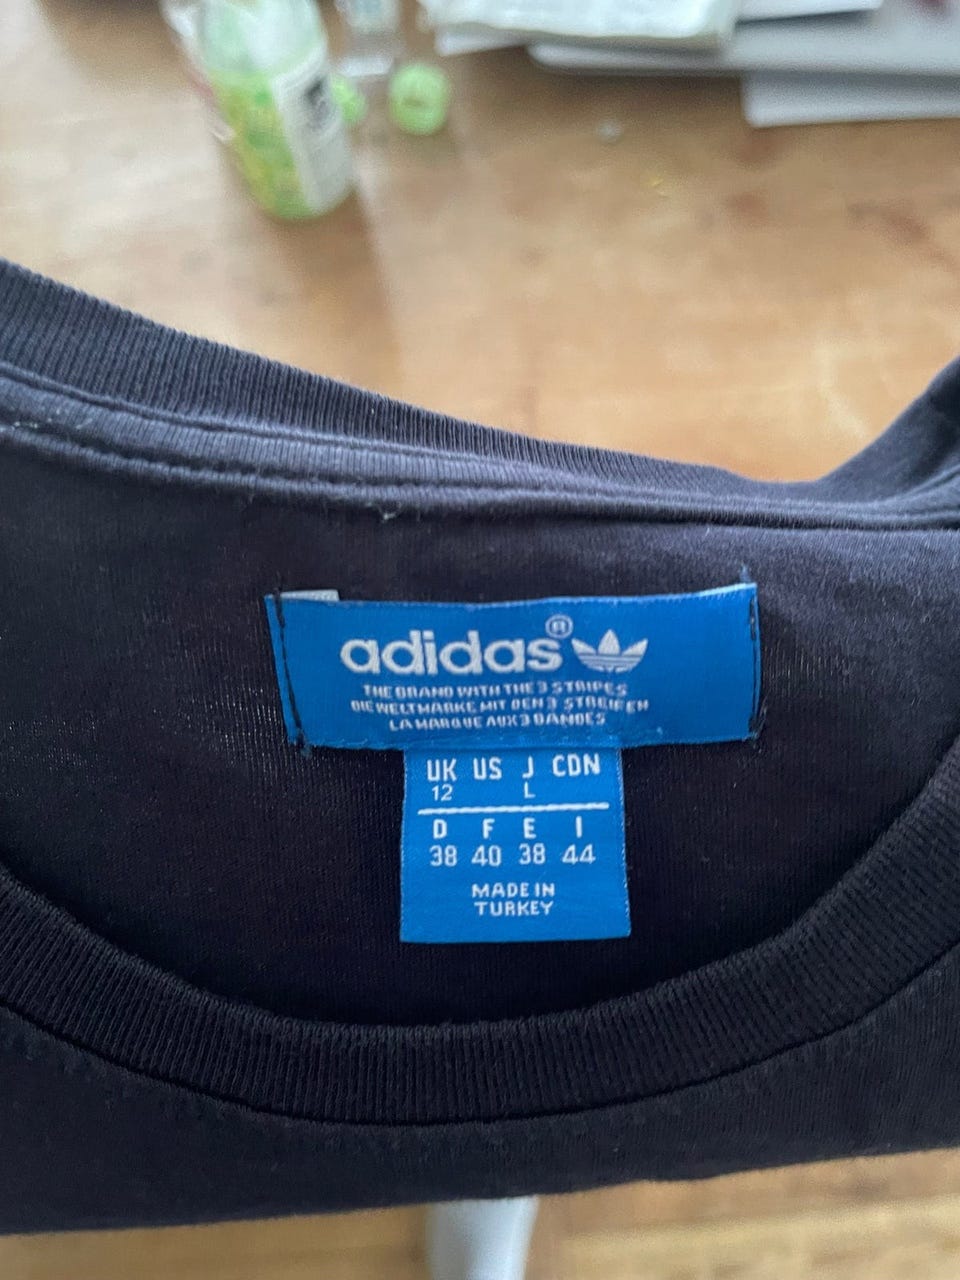 adidas®
THE BRAND WITH THE 3 STRIPES
DIE WELTMARKE MIT DEN 3 STREIFEN
LA MARQUE AUX 3 BANDES
UK US J CDN
12 L
D F E I
38 40 38 44
MADE IN
TURKEY